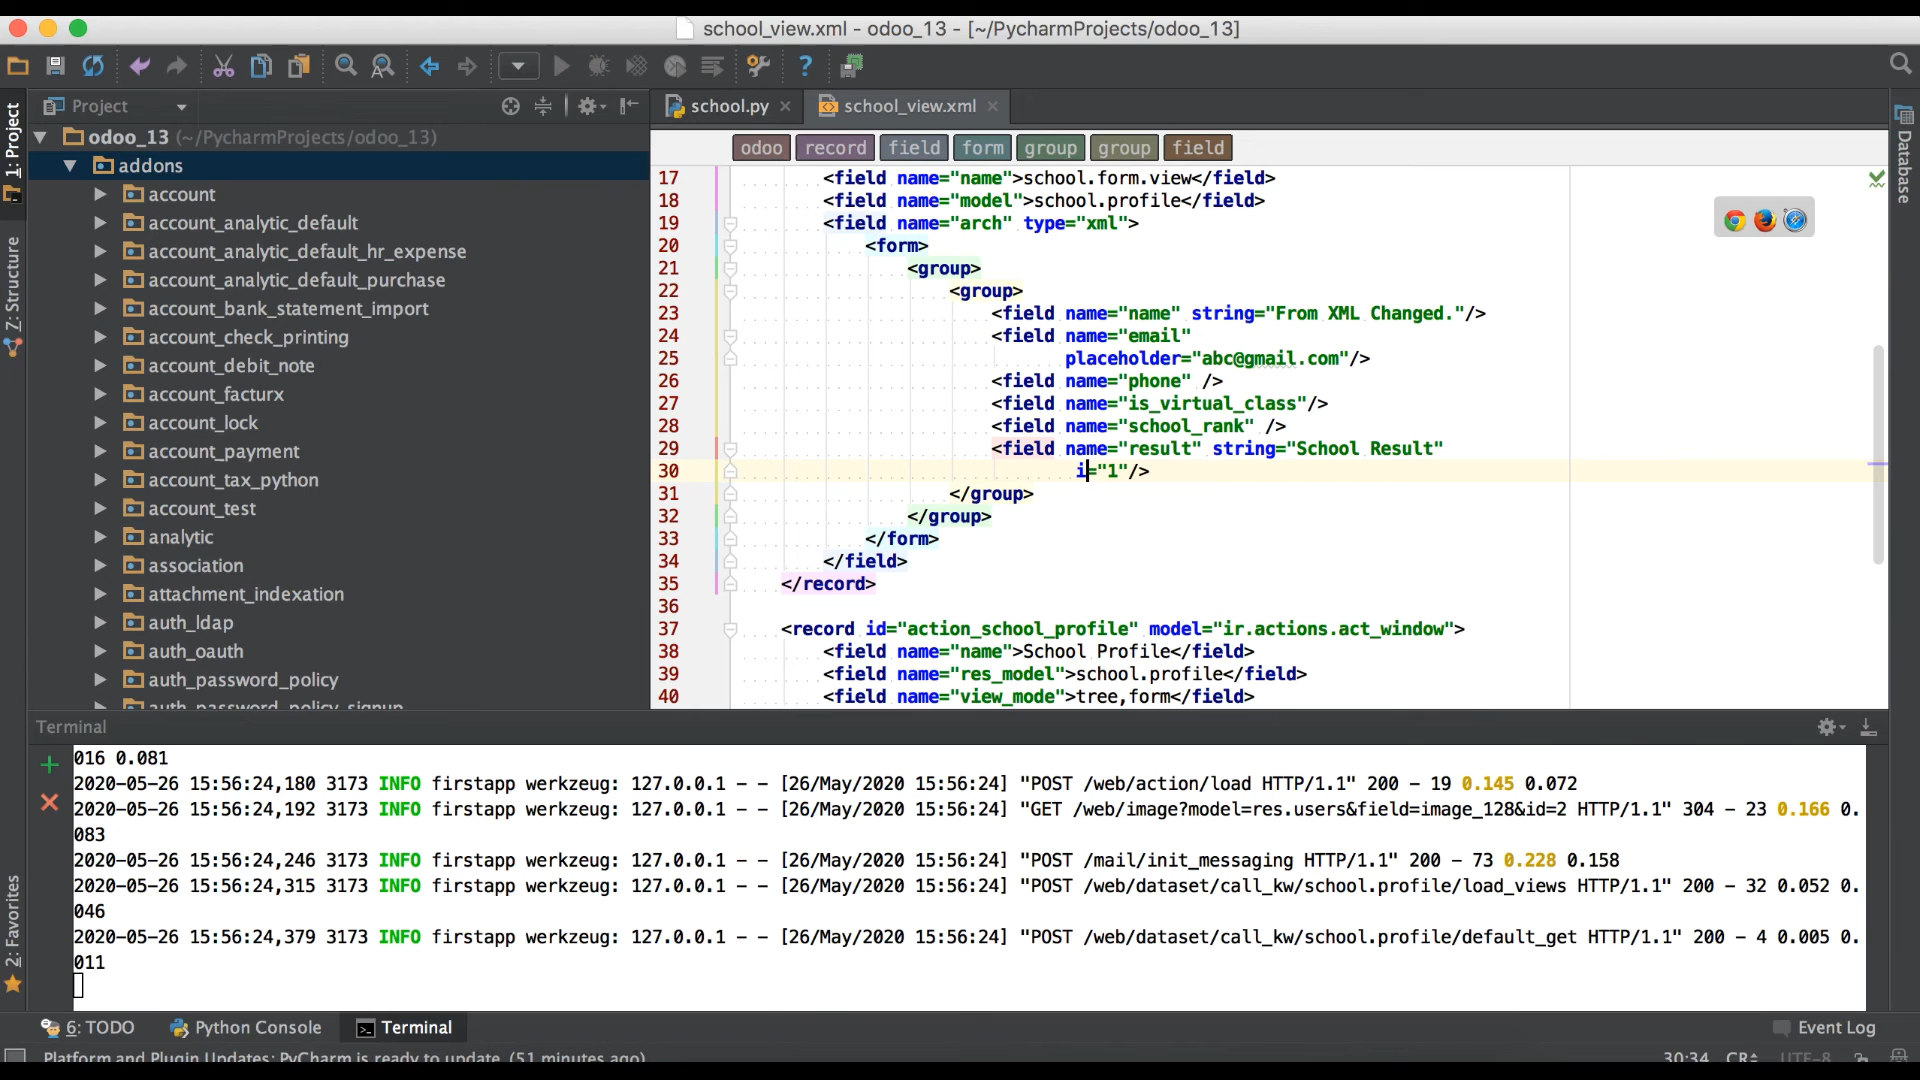 school_view.xml - odoo_13 - [~/PycharmProjects/odoo_13]
Project
school.py
school_view.xml
1: Project
Z: Structure
2: Favorites
Database
odoo_13 (~/PycharmProjects/odoo_13)
addons
account
account_analytic_default
account_analytic_default_hr_expense
account_analytic_default_purchase
account_bank_statement_import
account_check_printing
account_debit_note
account_facturx
account_lock
account_payment
account_tax_python
account_test
analytic
association
attachment_indexation
auth_ldap
auth_oauth
auth_password_policy
auth_password_policy_signup
odoo record field form group group field
17 <field name="name">school.form.view</field>
18 <field name="model">school.profile</field>
19 <field name="arch" type="xml">
20 <form>
21 <group>
22 <group>
23 <field name="name" string="From XML Changed."/>
24 <field name="email"
25 placeholder="abc@gmail.com"/>
26 <field name="phone" />
27 <field name="is_virtual_class"/>
28 <field name="school_rank" />
29 <field name="result" string="School Result"
30 i="1"/>
31 </group>
32 </group>
33 </form>
34 </field>
35 </record>
36
37 <record id="action_school_profile" model="ir.actions.act_window">
38 <field name="name">School Profile</field>
39 <field name="res_model">school.profile</field>
40 <field name="view_mode">tree,form</field>
Terminal
016 0.081
2020-05-26 15:56:24,180 3173 INFO firstapp werkzeug: 127.0.0.1 - - [26/May/2020 15:56:24] "POST /web/action/load HTTP/1.1" 200 - 19 0.145 0.072
2020-05-26 15:56:24,192 3173 INFO firstapp werkzeug: 127.0.0.1 - - [26/May/2020 15:56:24] "GET /web/image?model=res.users&field=image_128&id=2 HTTP/1.1" 304 - 23 0.166 0.
083
2020-05-26 15:56:24,246 3173 INFO firstapp werkzeug: 127.0.0.1 - - [26/May/2020 15:56:24] "POST /mail/init_messaging HTTP/1.1" 200 - 73 0.228 0.158
2020-05-26 15:56:24,315 3173 INFO firstapp werkzeug: 127.0.0.1 - - [26/May/2020 15:56:24] "POST /web/dataset/call_kw/school.profile/load_views HTTP/1.1" 200 - 32 0.052 0.
046
2020-05-26 15:56:24,379 3173 INFO firstapp werkzeug: 127.0.0.1 - - [26/May/2020 15:56:24] "POST /web/dataset/call_kw/school.profile/default_get HTTP/1.1" 200 - 4 0.005 0.
011
6: TODO
Python Console
Terminal
Event Log
Platform and Plugin Updates: PyCharm is ready to update. (51 minutes ago)
30:34 CR UTF-8